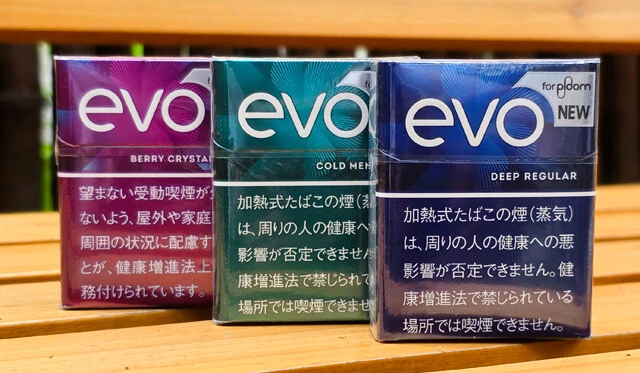 evo
BERRY CRYSTA
望まない受動喫煙が
ないよう、屋外や家庭
周囲の状況に配慮す
とが、健康増進法上
務付けられています。
evo
COLD MEN
加熱式たばこの煙(蒸
は、周りの人の健康へ
影響が否定できません
康増進法で禁じられて
場所では喫煙できませ
for ploom
NEW
evo
DEEP REGULAR
加熱式たばこの煙(蒸気)
は、周りの人の健康への悪
影響が否定できません。健
康増進法で禁じられている
場所では喫煙できません。